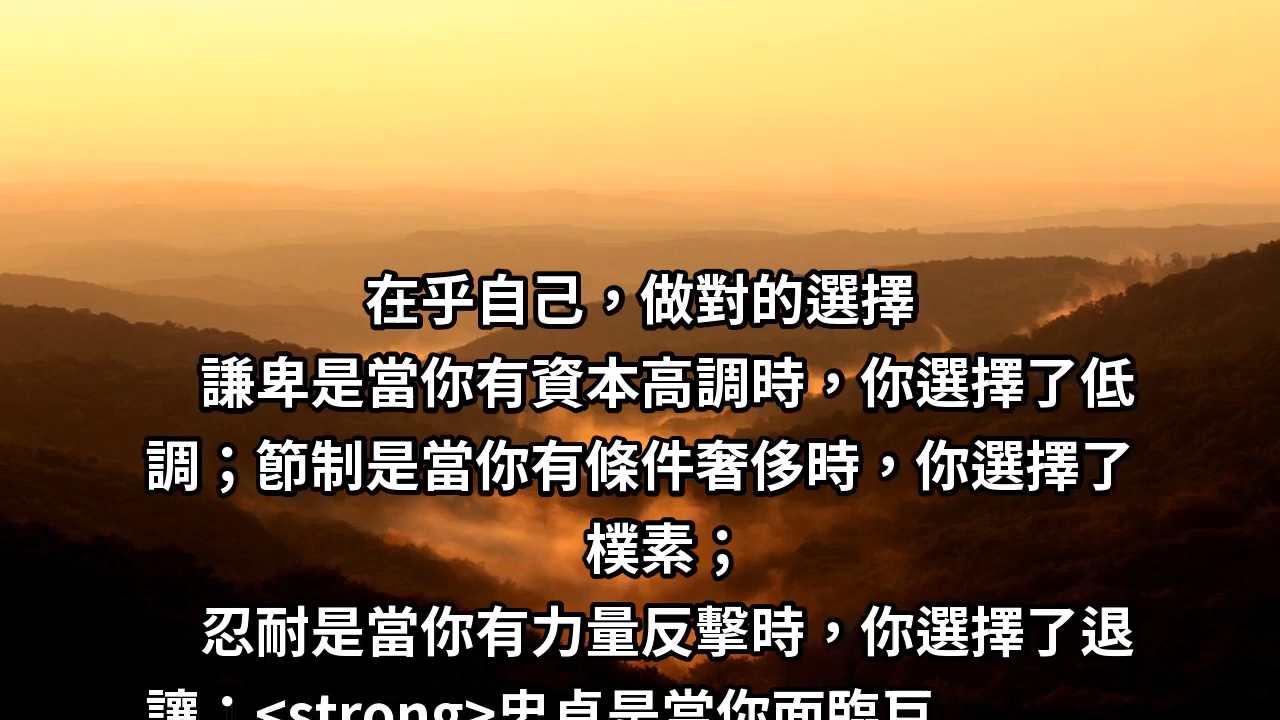 在乎自己，做對的選擇
謙卑是當你有資本高調時，你選擇了低
調；節制是當你有條件奢侈時，你選擇了
樸素；
忍耐是當你有力量反擊時，你選擇了退
讓；<strong>忠貞是當你面臨巨